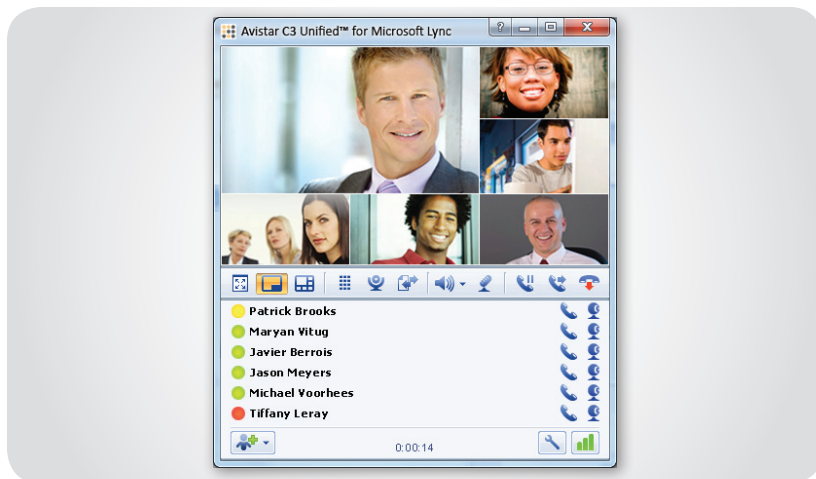 Avistar C3 Unified™ for Microsoft Lync
Patrick Brooks
Maryan Vitug
Javier Berrois
Jason Meyers
Michael Voorhees
Tiffany Leray
0:00:14